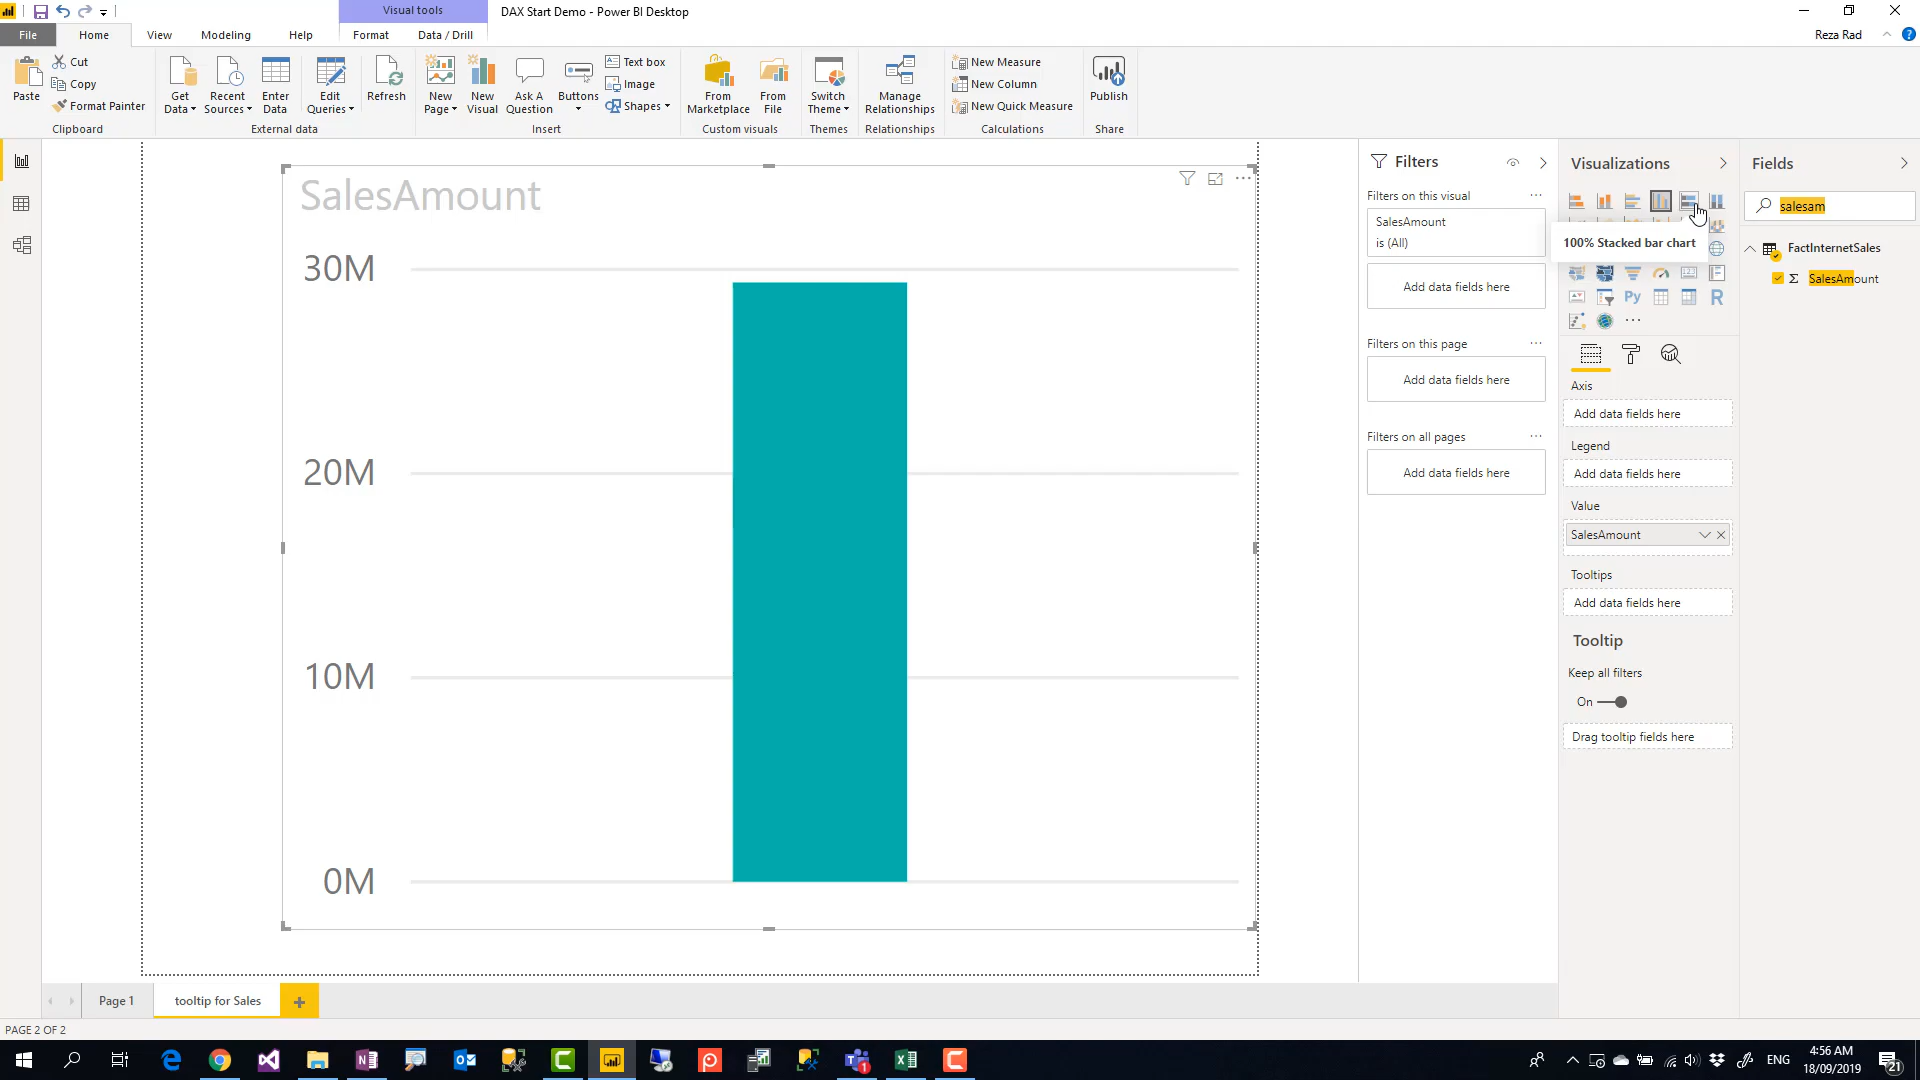 Visual tools
DAX Start Demo - Power BI Desktop
File
Home
View
Modeling
Help
Format
Data / Drill
Reza Rad
Paste
Cut
Copy
Format Painter
Clipboard
Get Data
Recent Sources
Enter Data
Edit Queries
Refresh
External data
New Page
New Visual
Ask A Question
Buttons
Text box
Image
Shapes
Insert
From Marketplace
From File
Custom visuals
Switch Theme
Themes
Manage Relationships
Relationships
New Measure
New Column
New Quick Measure
Calculations
Publish
Share
SalesAmount
30M
20M
10M
0M
Filters
Filters on this visual
SalesAmount
is (All)
Add data fields here
Filters on this page
Add data fields here
Filters on all pages
Add data fields here
Visualizations
100% Stacked bar chart
Py
R
Axis
Add data fields here
Legend
Add data fields here
Value
SalesAmount
Tooltips
Add data fields here
Tooltip
Keep all filters
On
Drag tooltip fields here
Fields
salesam
FactInternetSales
SalesAmount
Page 1
tooltip for Sales
PAGE 2 OF 2
ENG
4:56 AM
18/09/2019
21